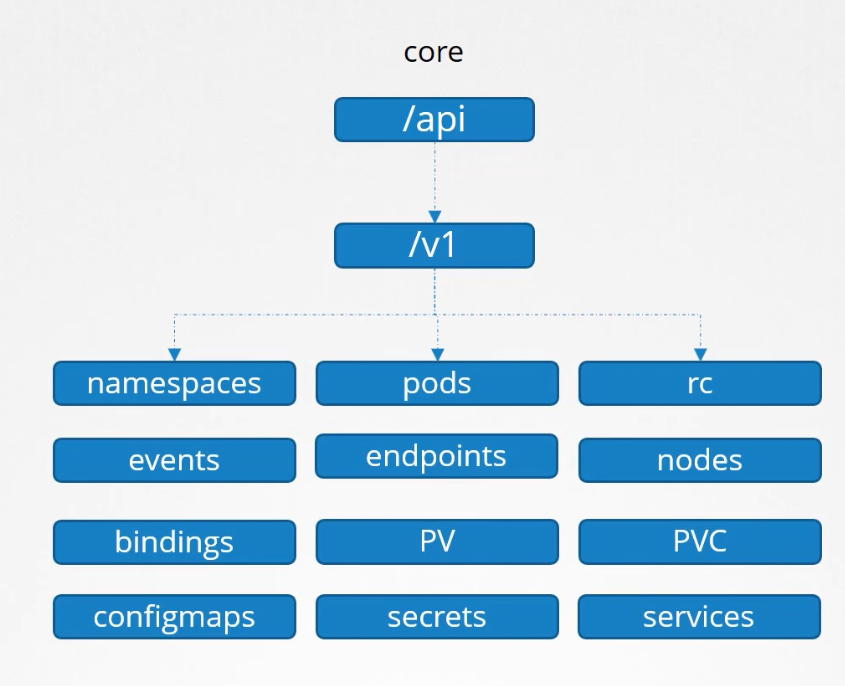 core
/api
/v1
namespaces
pods
rc
events
endpoints
nodes
bindings
PV
PVC
configmaps
secrets
services